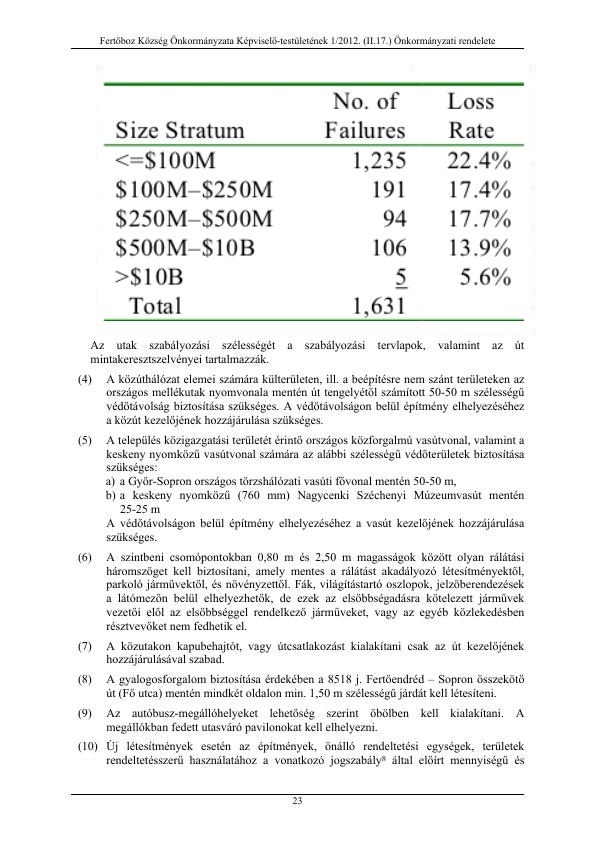 Fertőboz Község Önkormányzata Képviselő-testületének 1/2012. (II.17.) Önkormányzati rendelete
No. of Loss
Size Stratum Failures Rate
<=$100M 1,235 22.4%
$100M–$250M 191 17.4%
$250M–$500M 94 17.7%
$500M–$10B 106 13.9%
>$10B 5 5.6%
Total 1,631
Az utak szabályozási szélességét a szabályozási tervlapok, valamint az út
mintakeresztszelvényei tartalmazzák.
(4) A közúthálózat elemei számára külterületen, ill. a beépítésre nem szánt területeken az
országos mellékutak nyomvonala mentén út tengelyétől számított 50-50 m szélességű
védőtávolság biztosítása szükséges. A védőtávolságon belül építmény elhelyezéséhez
a közút kezelőjének hozzájárulása szükséges.
(5) A település közigazgatási területét érintő országos közforgalmú vasútvonal, valamint a
keskeny nyomközű vasútvonal számára az alábbi szélességű védőterületek biztosítása
szükséges:
a) a Győr-Sopron országos törzshálózati vasúti fővonal mentén 50-50 m,
b) a keskeny nyomközű (760 mm) Nagycenki Széchenyi Múzeumvasút mentén
25-25 m
A védőtávolságon belül építmény elhelyezéséhez a vasút kezelőjének hozzájárulása
szükséges.
(6) A szintbeni csomópontokban 0,80 m és 2,50 m magasságok között olyan rálátási
háromszöget kell biztosítani, amely mentes a rálátást akadályozó létesítményektől,
parkoló járművektől, és növényzettől. Fák, világítástartó oszlopok, jelzőberendezések
a látómezőn belül elhelyezhetők, de ezek az elsőbbségadásra kötelezett járművek
vezetői elől az elsőbbséggel rendelkező járműveket, vagy az egyéb közlekedésben
résztvevőket nem fedhetik el.
(7) A közutakon kapubehajtót, vagy útcsatlakozást kialakítani csak az út kezelőjének
hozzájárulásával szabad.
(8) A gyalogosforgalom biztosítása érdekében a 8518 j. Fertőendréd – Sopron összekötő
út (Fő utca) mentén mindkét oldalon min. 1,50 m szélességű járdát kell létesíteni.
(9) Az autóbusz-megállóhelyeket lehetőség szerint öbölben kell kialakítani. A
megállókban fedett utasváró pavilonokat kell elhelyezni.
(10) Új létesítmények esetén az építmények, önálló rendeltetési egységek, területek
rendeltetésszerű használatához a vonatkozó jogszabály⁸ által előírt mennyiségű és
23